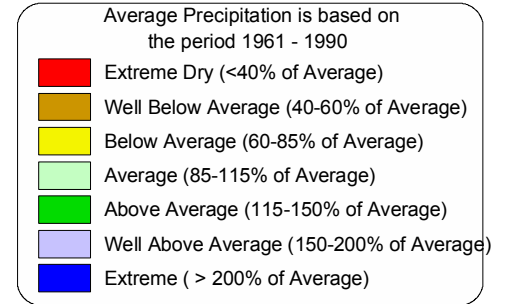 Average Precipitation is based on
the period 1961 - 1990
Extreme Dry (<40% of Average)
Well Below Average (40-60% of Average)
Below Average (60-85% of Average)
Average (85-115% of Average)
Above Average (115-150% of Average)
Well Above Average (150-200% of Average)
Extreme ( > 200% of Average)